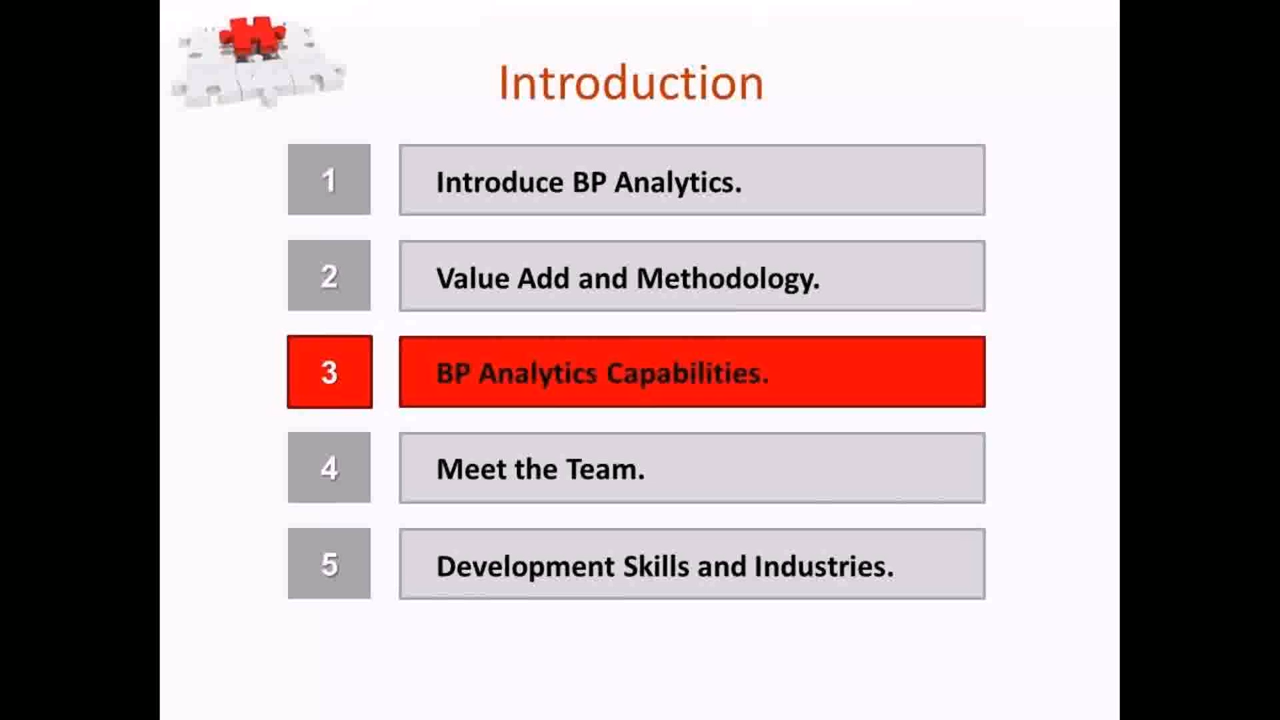 Introduction
1 Introduce BP Analytics.
2 Value Add and Methodology.
3 BP Analytics Capabilities.
4 Meet the Team.
5 Development Skills and Industries.